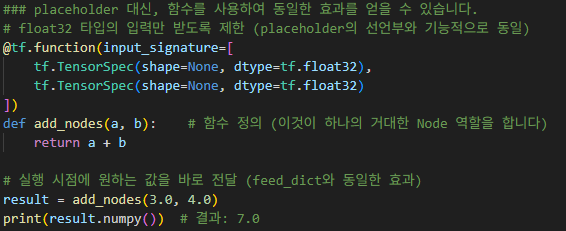 ### placeholder 대신, 함수를 사용하여 동일한 효과를 얻을 수 있습니다.
# float32 타입의 입력만 받도록 제한 (placeholder의 선언부와 기능적으로 동일)
@tf.function(input_signature=[
    tf.TensorSpec(shape=None, dtype=tf.float32),
    tf.TensorSpec(shape=None, dtype=tf.float32)
])
def add_nodes(a, b):    # 함수 정의 (이것이 하나의 거대한 Node 역할을 합니다)
    return a + b

# 실행 시점에 원하는 값을 바로 전달 (feed_dict와 동일한 효과)
result = add_nodes(3.0, 4.0)
print(result.numpy())  # 결과: 7.0